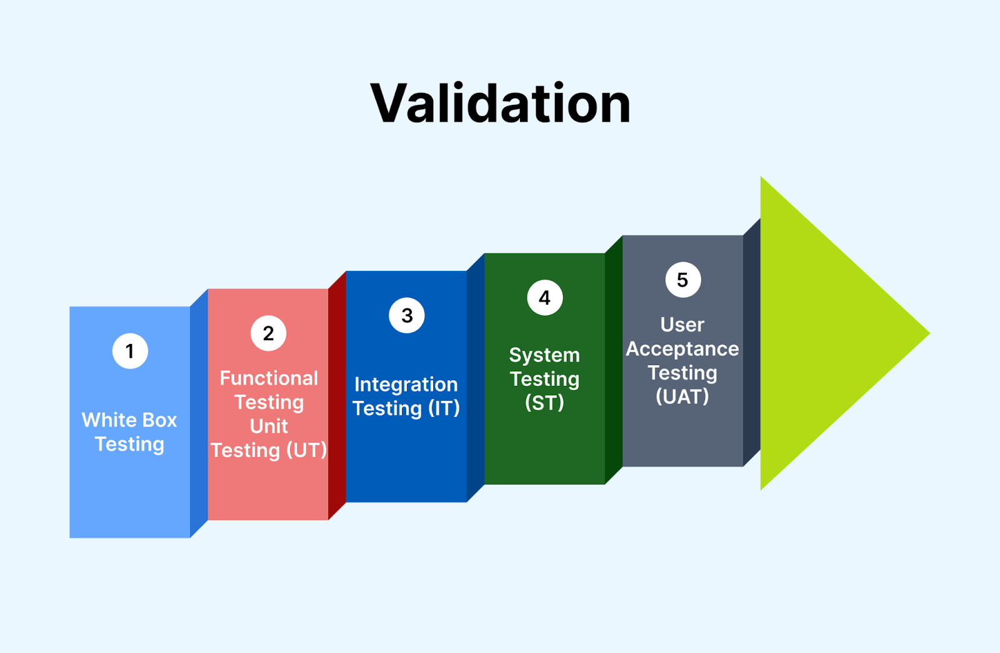 Validation
1
White Box
Testing
2
Functional
Testing
Unit
Testing (UT)
3
Integration
Testing (IT)
4
System
Testing
(ST)
5
User
Acceptance
Testing
(UAT)